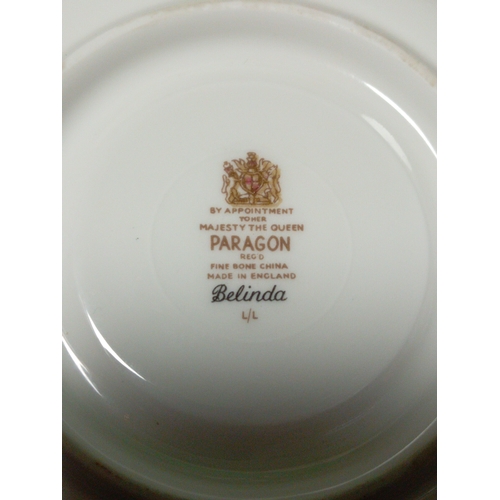 BY APPOINTMENT
TO HER
MAJESTY THE QUEEN
PARAGON
REG'D
FINE BONE CHINA
MADE IN ENGLAND
Belinda
L/L